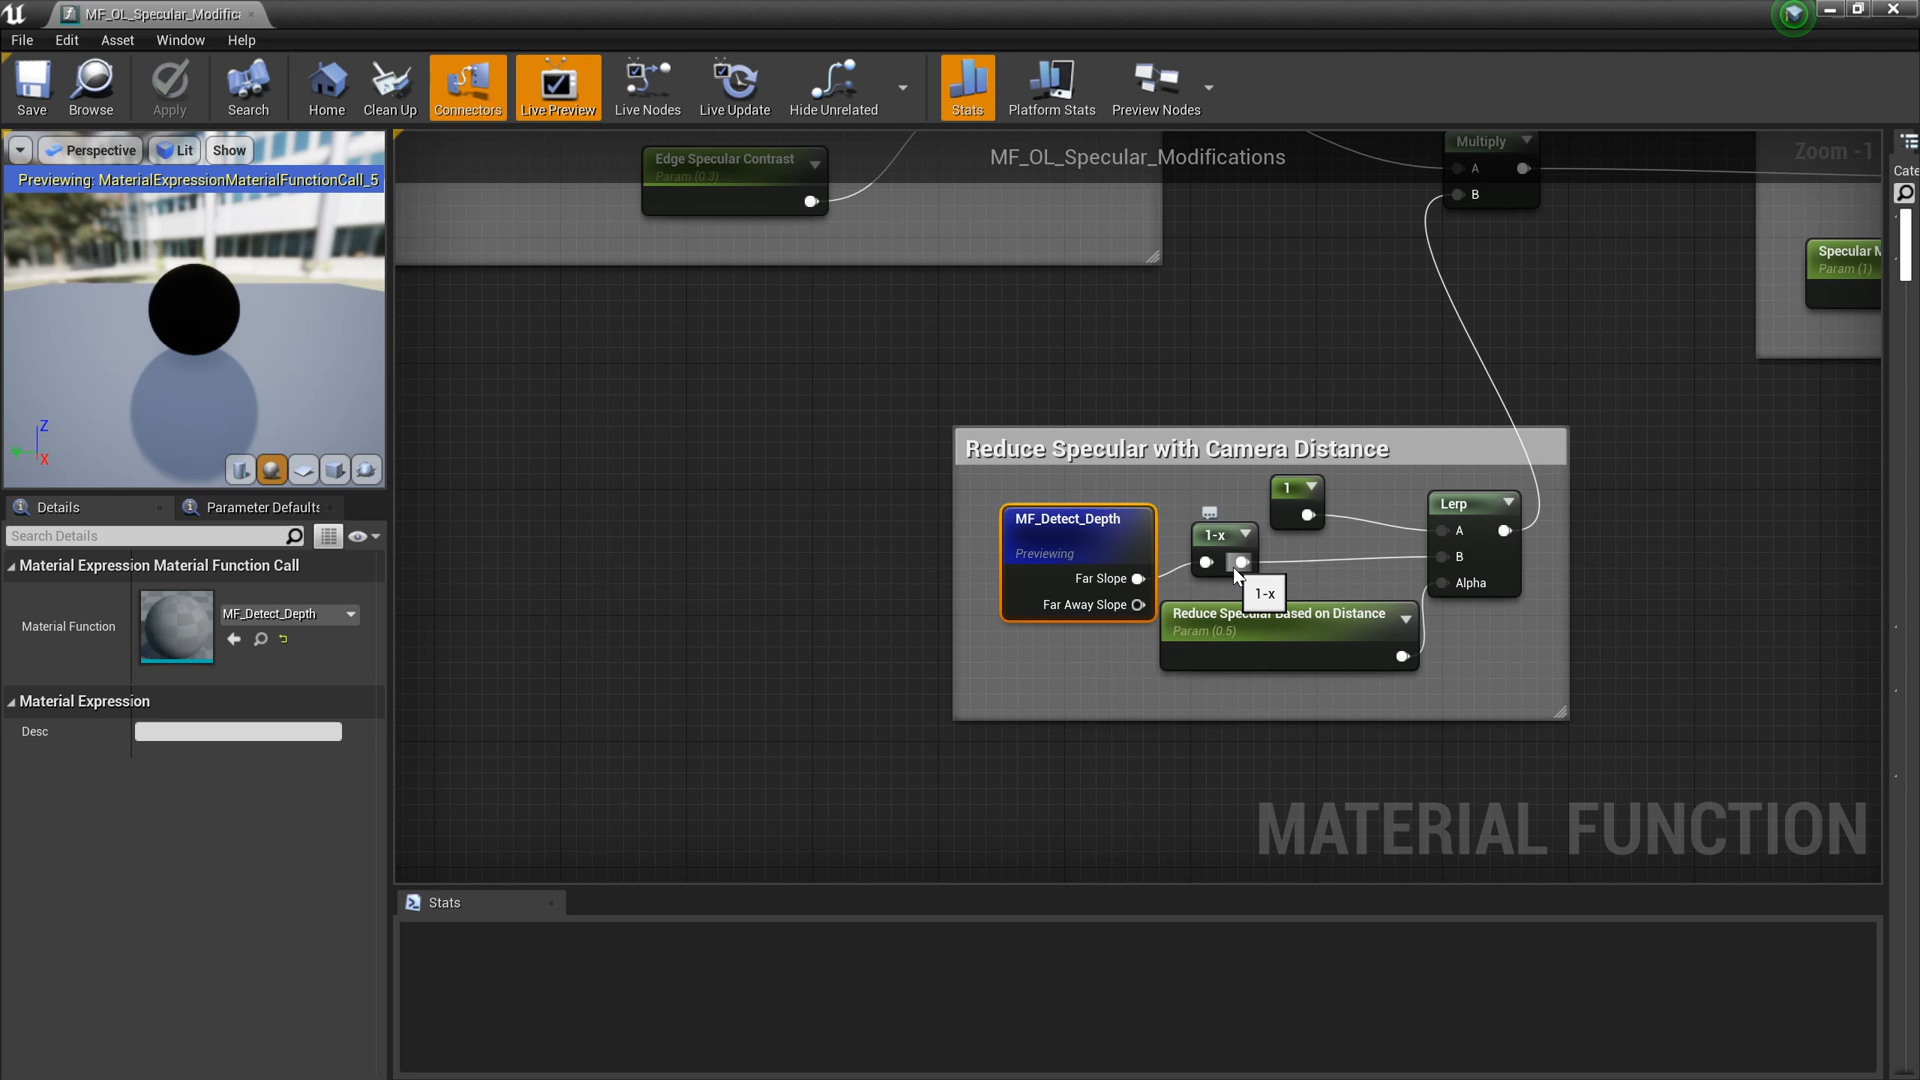 MF_OL_Specular_Modific
File Edit Asset Window Help
Save Browse Apply Search Home Clean Up Connectors Live Preview Live Nodes Live Update Hide Unrelated Stats Platform Stats Preview Nodes
Perspective Lit Show
Previewing: MaterialExpressionMaterialFunctionCall_5
Z
X
Details
Parameter Defaults
Search Details
Material Expression Material Function Call
Material Function
MF_Detect_Depth
Material Expression
Desc
MF_OL_Specular_Modifications
Zoom -1
Edge Specular Contrast
Param (0.3)
Multiply
A
B
Specular M
Param (1)
Reduce Specular with Camera Distance
MF_Detect_Depth
Previewing
Far Slope
Far Away Slope
1-x
1
1-x
Lerp
A
B
Alpha
Reduce Specular Based on Distance
Param (0.5)
MATERIAL FUNCTION
Stats
Cate